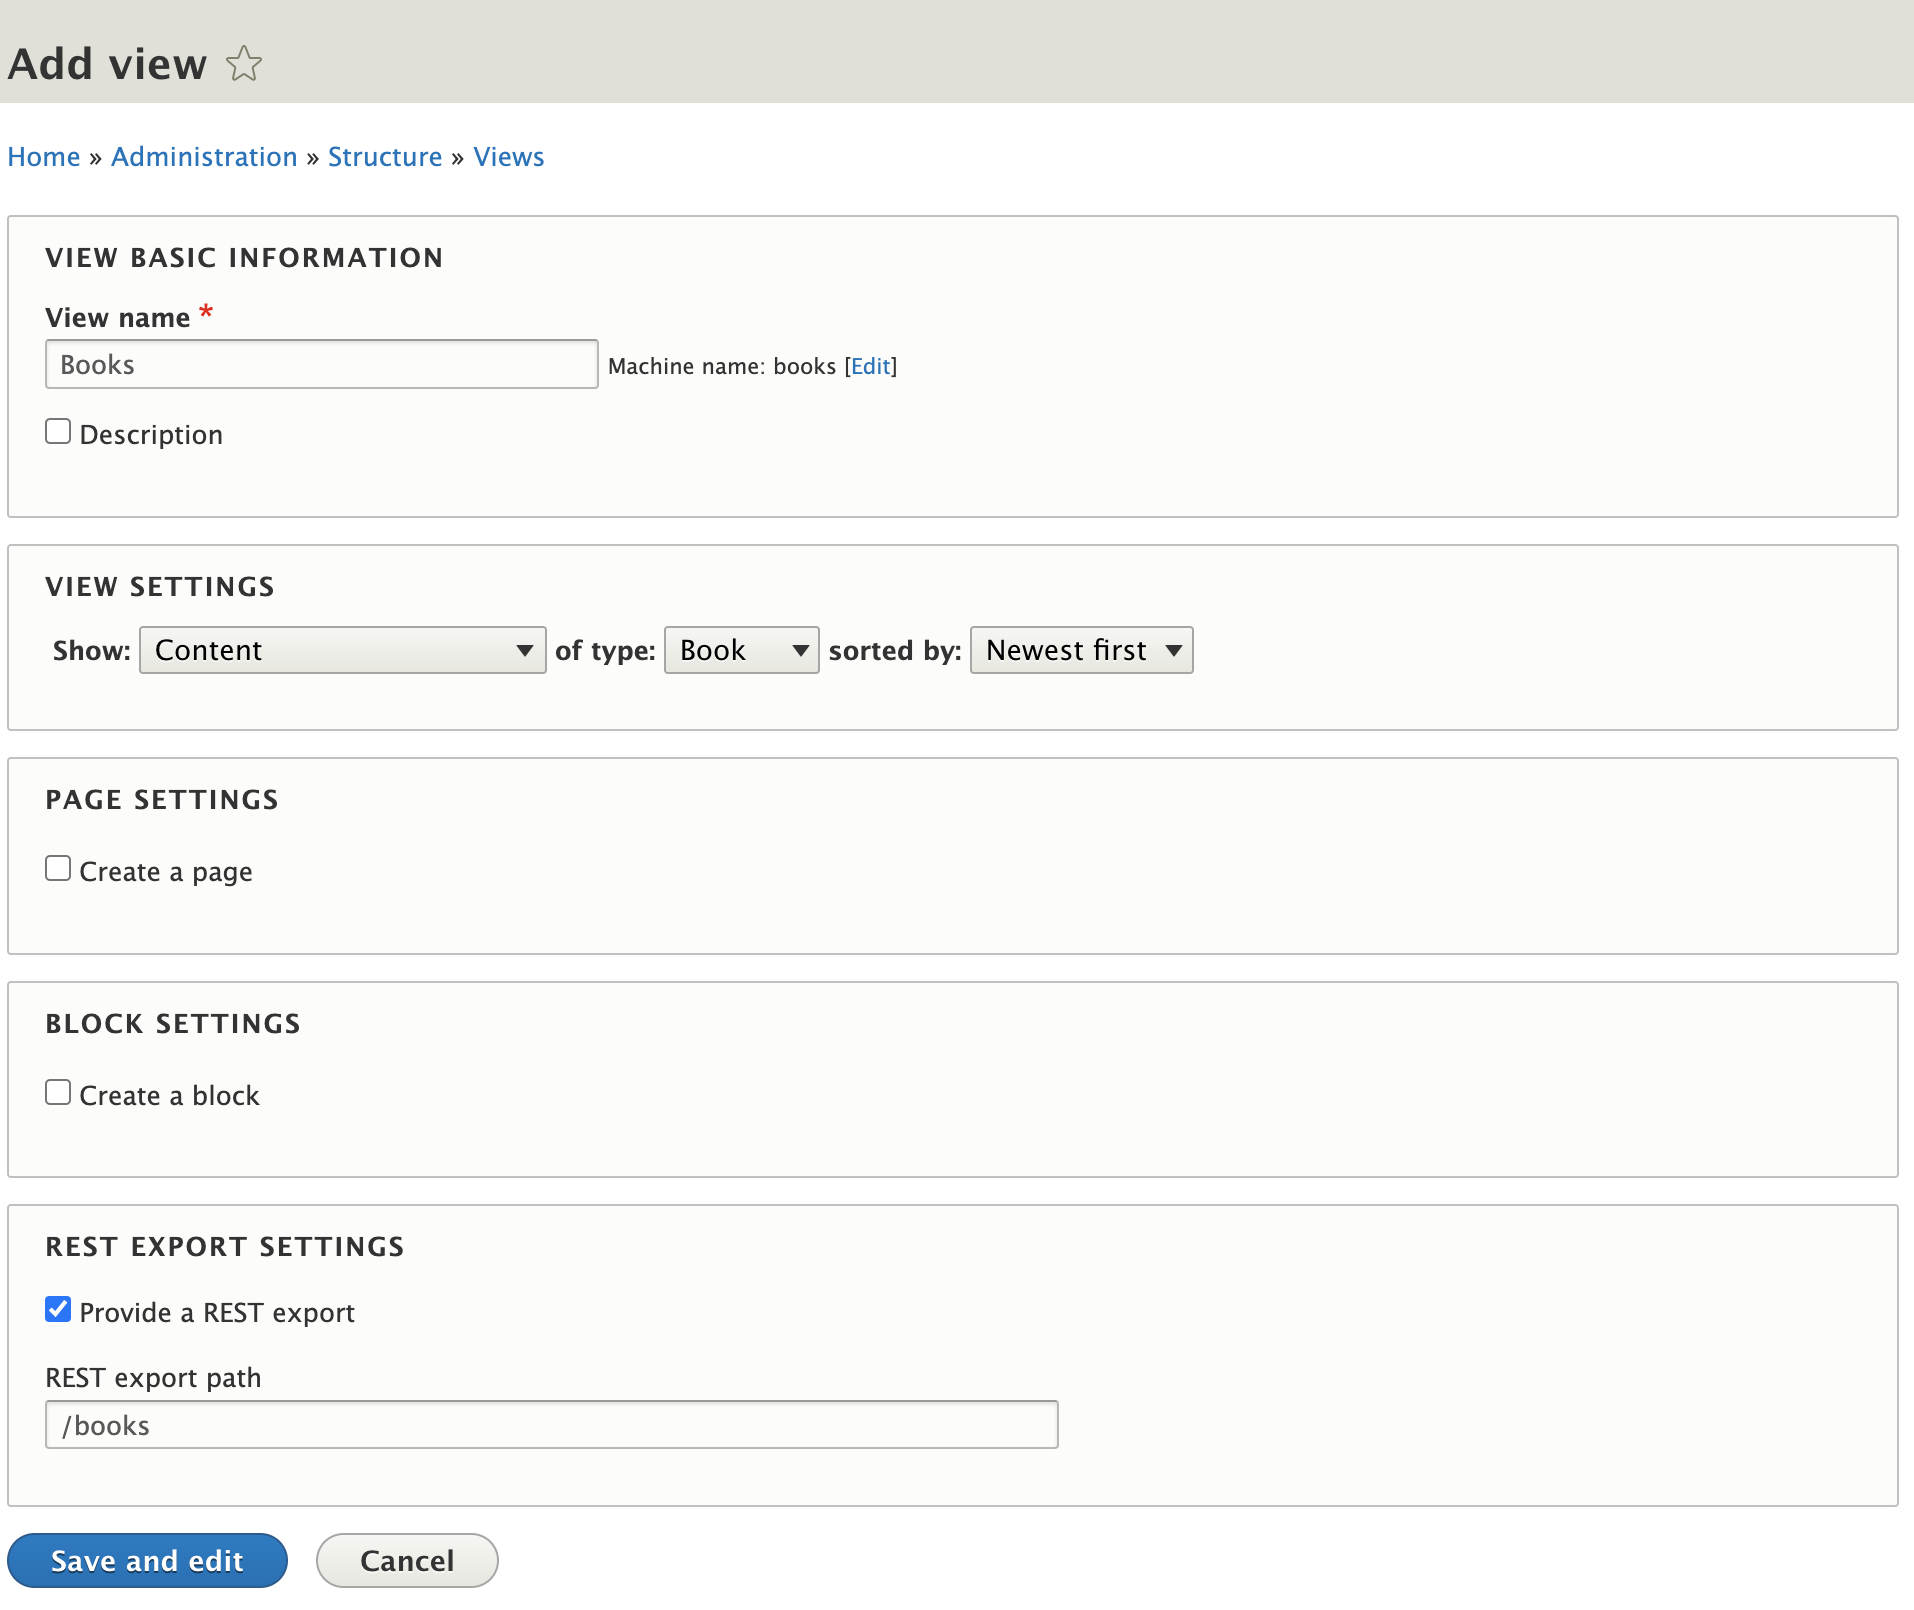 Add view
Home » Administration » Structure » Views
VIEW BASIC INFORMATION
View name *
Books Machine name: books [Edit]
Description
VIEW SETTINGS
Show: Content of type: Book sorted by: Newest first
PAGE SETTINGS
Create a page
BLOCK SETTINGS
Create a block
REST EXPORT SETTINGS
Provide a REST export
REST export path
/books
Save and edit Cancel